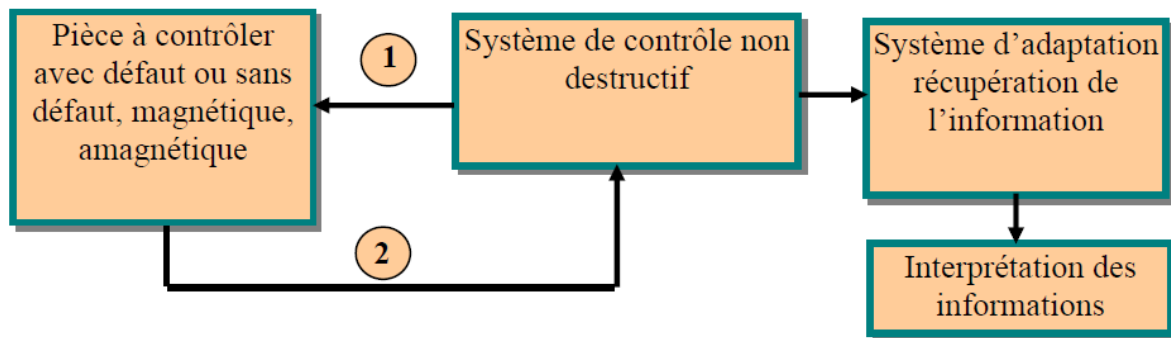 Pièce à contrôler
avec défaut ou sans
défaut, magnétique,
amagnétique
1
Système de contrôle non
destructif
Système d’adaptation
récupération de
l’information
2
Interprétation des
informations